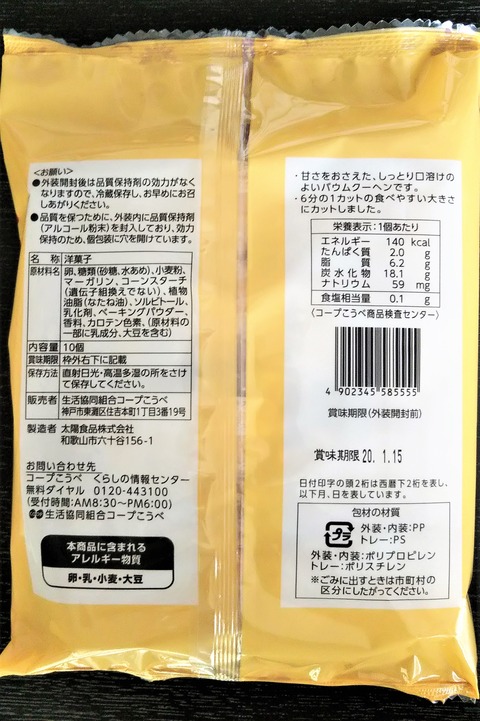 <お願い>
●外装開封後は品質保持剤の効力がなく
なりますので、冷蔵保存し、お早めにお召
しあがりください。
●品質を保つために、外装内に品質保持剤
(アルコール粉末)を封入しており、効力
保持のため、個包装に穴を開けています。
名称 洋菓子
原材料名 卵、糖類(砂糖、水あめ)、小麦粉、
マーガリン、コーンスターチ
(遺伝子組換えでない)、植物
油脂(なたね油)、ソルビトール、
乳化剤、ベーキングパウダー、
香料、カロテン色素、(原材料の
一部に乳成分、大豆を含む)
内容量 10個
賞味期限 枠外右下に記載
保存方法 直射日光・高温多湿の所をさけ
て保存してください。
販売者 生活協同組合コープこうべ
神戸市東灘区住吉本町1丁目3番19号
製造者 太陽食品株式会社
和歌山市六十谷156-1
お問い合わせ先
コープこうべ くらしの情報センター
無料ダイヤル 0120-443100
(受付時間:AM8:30~PM6:00)
生活協同組合コープこうべ
本商品に含まれる
アレルギー物質
卵・乳・小麦・大豆
・甘さをおさえた、しっとり口溶けの
よいバウムクーヘンです。
・6分の1カットの食べやすい大きさ
にカットしました。
栄養表示:1個あたり
エネルギー 140 kcal
たんぱく質 2.0 g
脂質 6.2 g
炭水化物 18.1 g
ナトリウム 59 mg
食塩相当量 0.1 g
(コープこうべ商品検査センター)
4902345585555
賞味期限(外装開封前)
賞味期限 20. 1.15
日付印字の頭2桁は西暦下2桁を表し、
以下月、日を表しています。
包材の材質
プラ
外装・内装:PP
トレー:PS
外装・内装:ポリプロピレン
トレー:ポリスチレン
※ごみに出すときは市町村の
区分にしたがってください。